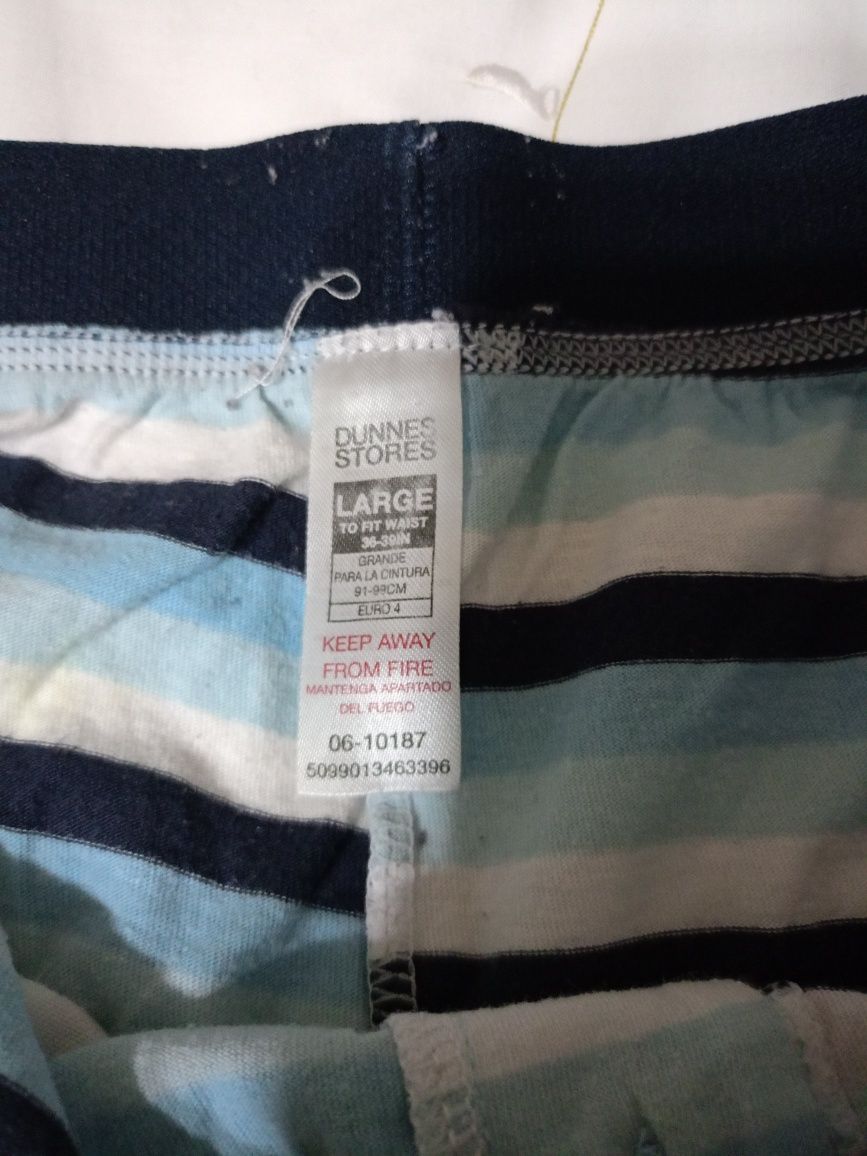 DUNNES
STORES
LARGE
TO FIT WAIST
36-39IN
GRANDE
PARA LA CINTURA
91-99CM
EURO 4
KEEP AWAY
FROM FIRE
MANTENGA APARTADO
DEL FUEGO
06-10187
5099013463396